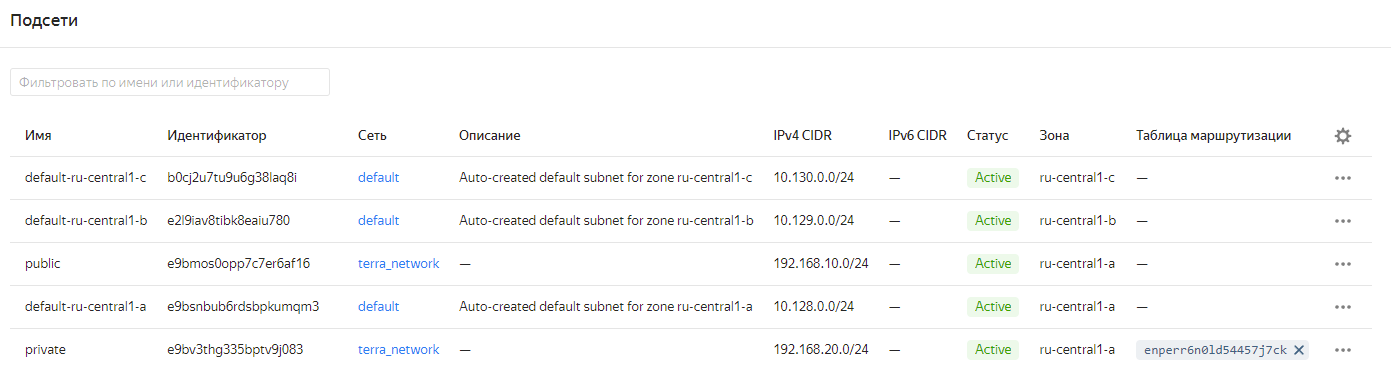 Подсети
Фильтровать по имени или идентификатору
Имя Идентификатор Сеть Описание IPv4 CIDR IPv6 CIDR Статус Зона Таблица маршрутизации
default-ru-central1-c b0cj2u7tu9u6g38laq8i default Auto-created default subnet for zone ru-central1-c 10.130.0.0/24 — Active ru-central1-c —
default-ru-central1-b e2l9iav8tibk8eaiu780 default Auto-created default subnet for zone ru-central1-b 10.129.0.0/24 — Active ru-central1-b —
public e9bmos0opp7c7er6af16 terra_network — 192.168.10.0/24 — Active ru-central1-a —
default-ru-central1-a e9bsnbub6rdsbpkumqm3 default Auto-created default subnet for zone ru-central1-a 10.128.0.0/24 — Active ru-central1-a —
private e9bv3thg335bptv9j083 terra_network — 192.168.20.0/24 — Active ru-central1-a enperr6n0ld54457j7ck